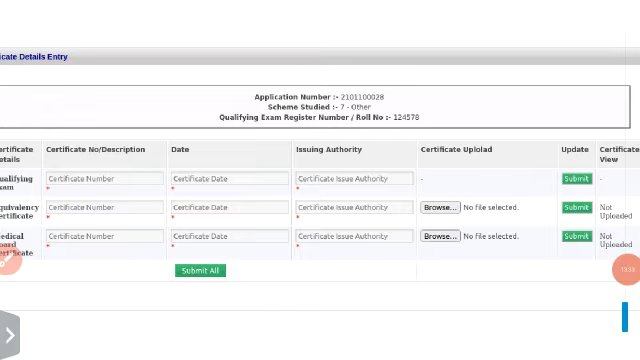 icate Details Entry
Application Number :- 2101100028
Scheme Studied :- 7 - Other
Qualifying Exam Register Number / Roll No :- 124578
ertificate Details Certificate No/Description Date Issuing Authority Certificate Uplolad Update Certificate View
ualifying Exam Certificate Number * Certificate Date * Certificate Issue Authority * - Submit -
quivalency ertificate Certificate Number * Certificate Date * Certificate Issue Authority * Browse... No file selected. Submit Not Uploaded
edical oard ertificate Certificate Number * Certificate Date * Certificate Issue Authority * Browse... No file selected. Submit Not Uploaded
Submit All